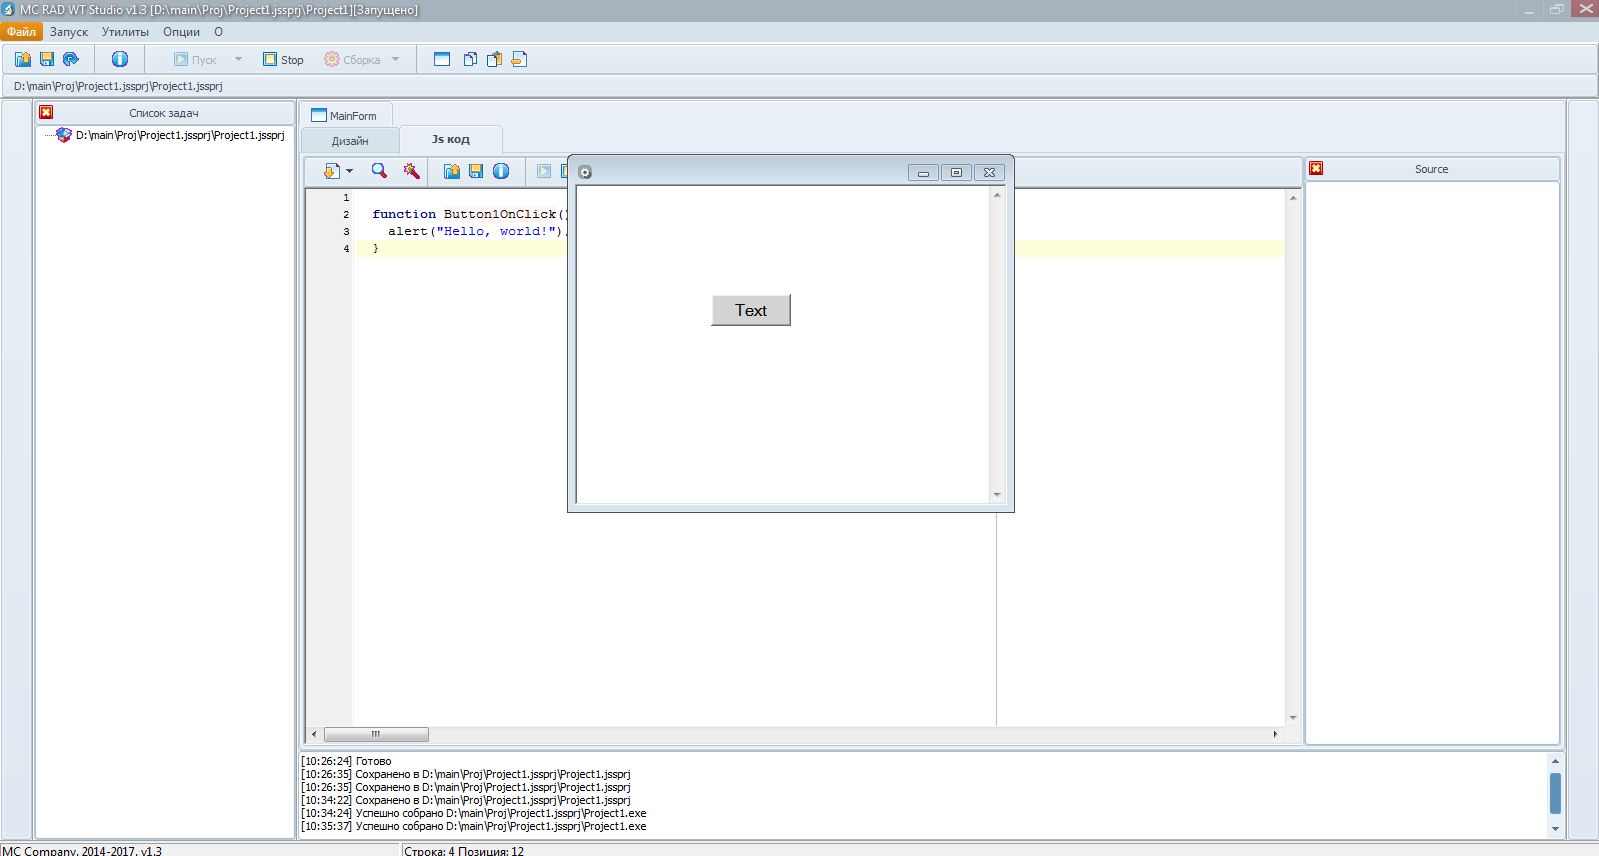 MC RAD WT Studio v1.3 [D:\main\Proj\Project1.jssprj\Project1][Запущено]
Файл Запуск Утилиты Опции О
Пуск Stop Сборка
D:\main\Proj\Project1.jssprj\Project1.jssprj
Список задач
D:\main\Proj\Project1.jssprj\Project1.jssprj
MainForm
Дизайн Js код
Source
1
2 function Button1OnClick()
3 alert("Hello, world!")
4 }
Text
[10:26:24] Готово
[10:26:35] Сохранено в D:\main\Proj\Project1.jssprj\Project1.jssprj
[10:26:35] Сохранено в D:\main\Proj\Project1.jssprj\Project1.jssprj
[10:34:22] Сохранено в D:\main\Proj\Project1.jssprj\Project1.jssprj
[10:34:24] Успешно собрано D:\main\Proj\Project1.jssprj\Project1.exe
[10:35:37] Успешно собрано D:\main\Proj\Project1.jssprj\Project1.exe
MC Company, 2014-2017, v1.3 Строка: 4 Позиция: 12